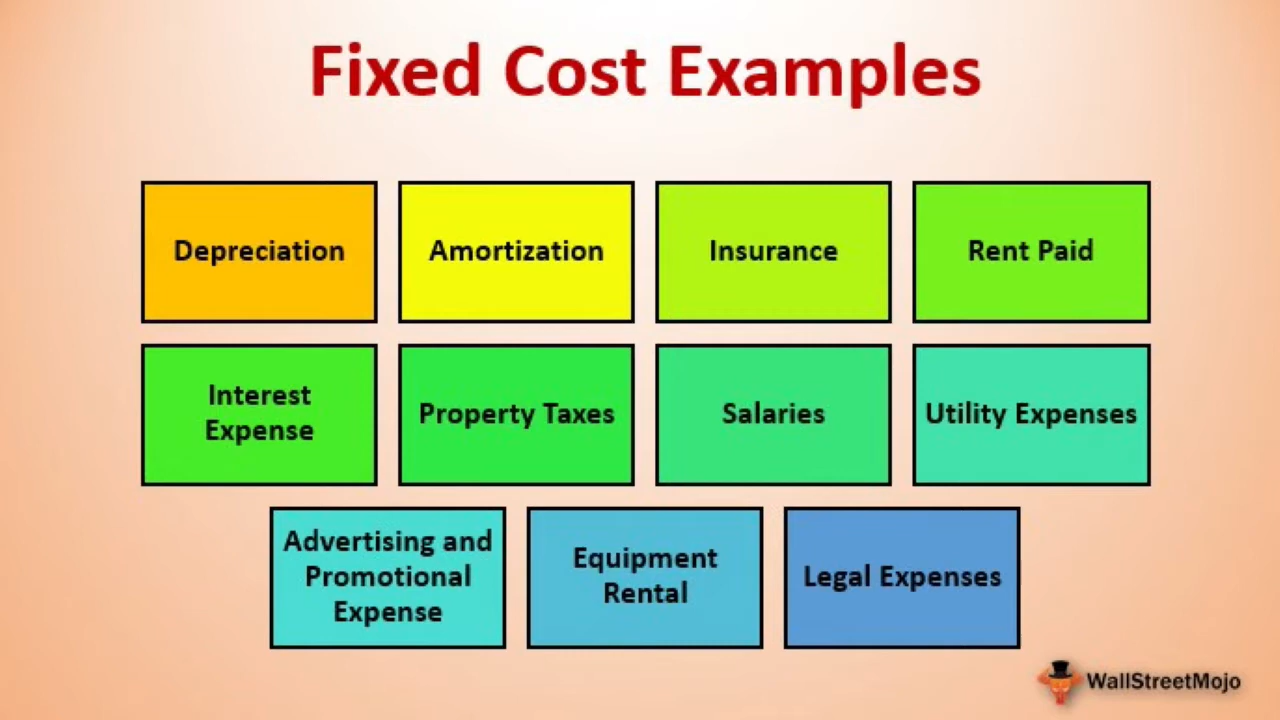 Fixed Cost Examples
Depreciation
Amortization
Insurance
Rent Paid
Interest
Expense
Property Taxes
Salaries
Utility Expenses
Advertising and
Promotional
Expense
Equipment
Rental
Legal Expenses
WallStreetMojo